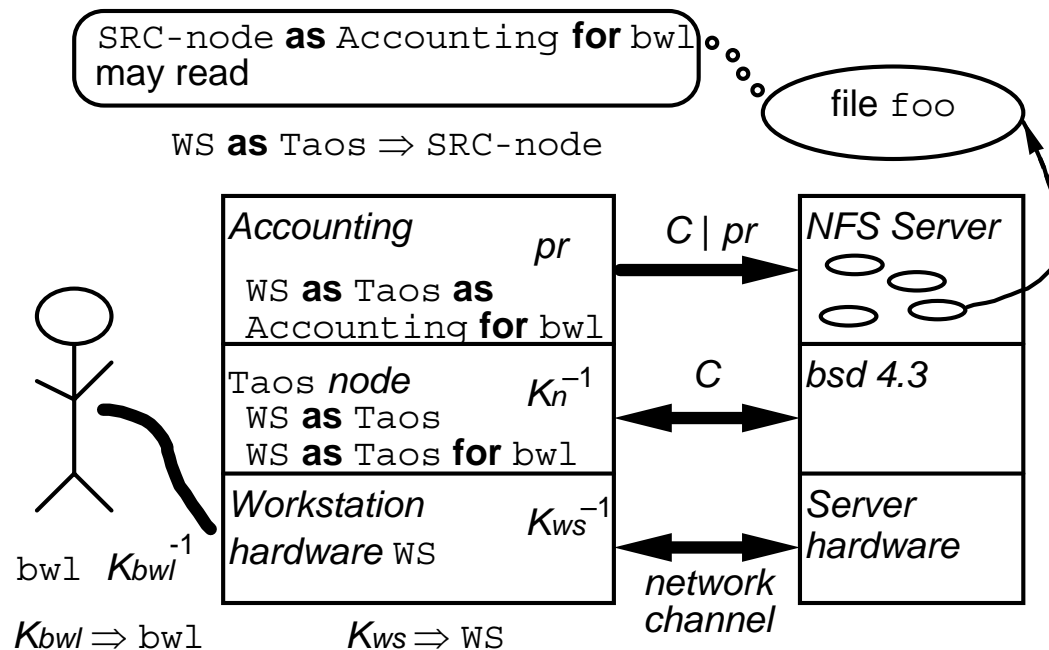 SRC-node as Accounting for bwl
may read
file foo
WS as Taos ⇒ SRC-node
Accounting
pr
WS as Taos as
Accounting for bwl
C | pr
NFS Server
Taos node
Kn⁻¹
WS as Taos
WS as Taos for bwl
C
bsd 4.3
Workstation
hardware WS
Kws⁻¹
network
channel
Server
hardware
bwl Kbwl⁻¹
Kbwl ⇒ bwl
Kws ⇒ WS